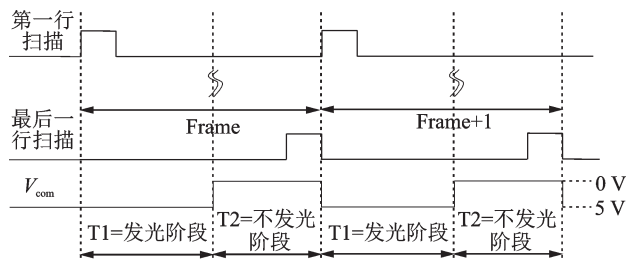 第一行
扫描
Frame
Frame+1
最后一
行扫描
Vcom
0 V
5 V
T1=发光阶段
T2=不发光
阶段
T1=发光阶段
T2=不发光
阶段